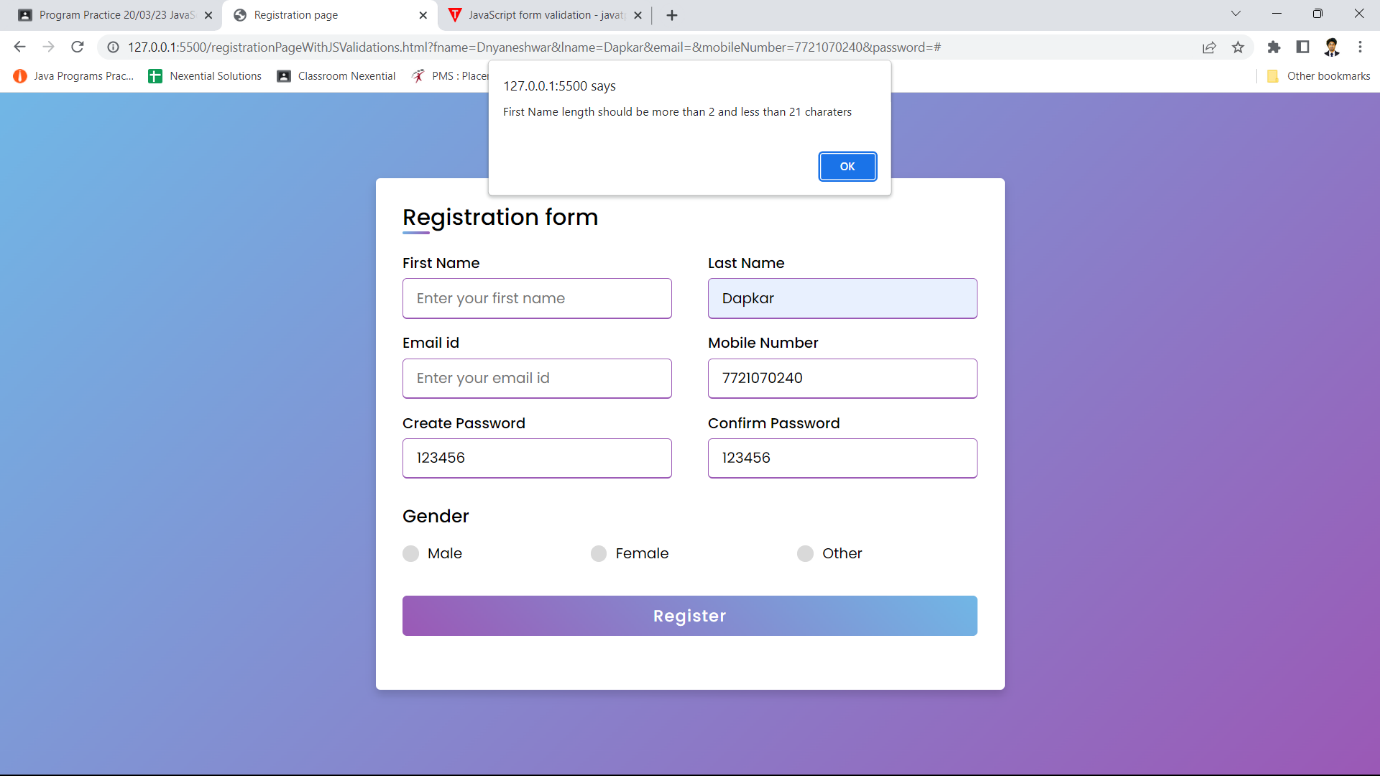 Program Practice 20/03/23 JavaS
Registration page
JavaScript form validation - javatp
127.0.0.1:5500/registrationPageWithJSValidations.html?fname=Dnyaneshwar&lname=Dapkar&email=&mobileNumber=7721070240&password=#
Java Programs Prac...
Nexential Solutions
Classroom Nexential
PMS : Placer
Other bookmarks
127.0.0.1:5500 says
First Name length should be more than 2 and less than 21 charaters
OK
Registration form
First Name
Last Name
Enter your first name
Dapkar
Email id
Mobile Number
Enter your email id
7721070240
Create Password
Confirm Password
123456
123456
Gender
Male
Female
Other
Register